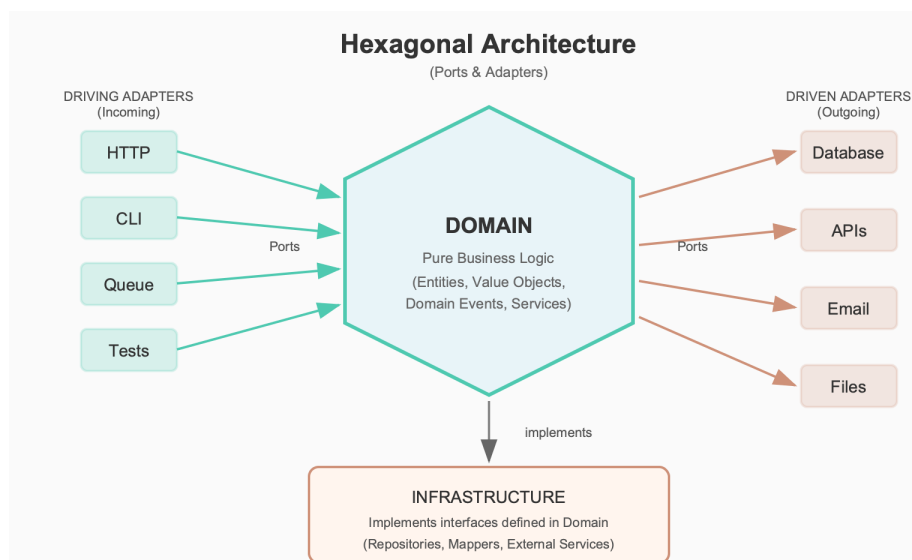 Hexagonal Architecture
(Ports & Adapters)
DRIVING ADAPTERS
(Incoming)
HTTP
CLI
Queue
Tests
Ports
DOMAIN
Pure Business Logic
(Entities, Value Objects,
Domain Events, Services)
Ports
DRIVEN ADAPTERS
(Outgoing)
Database
APIs
Email
Files
implements
INFRASTRUCTURE
Implements interfaces defined in Domain
(Repositories, Mappers, External Services)